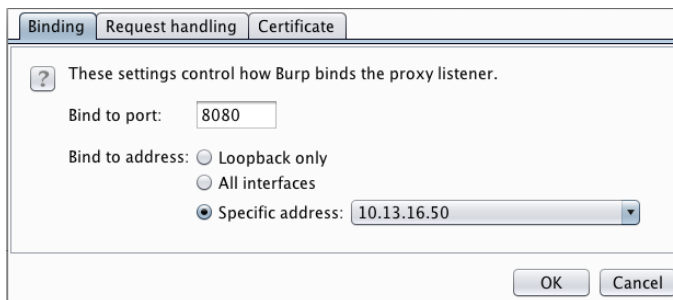 Binding Request handling Certificate
? These settings control how Burp binds the proxy listener.
Bind to port: 8080
Bind to address: Loopback only
All interfaces
Specific address: 10.13.16.50
OK Cancel